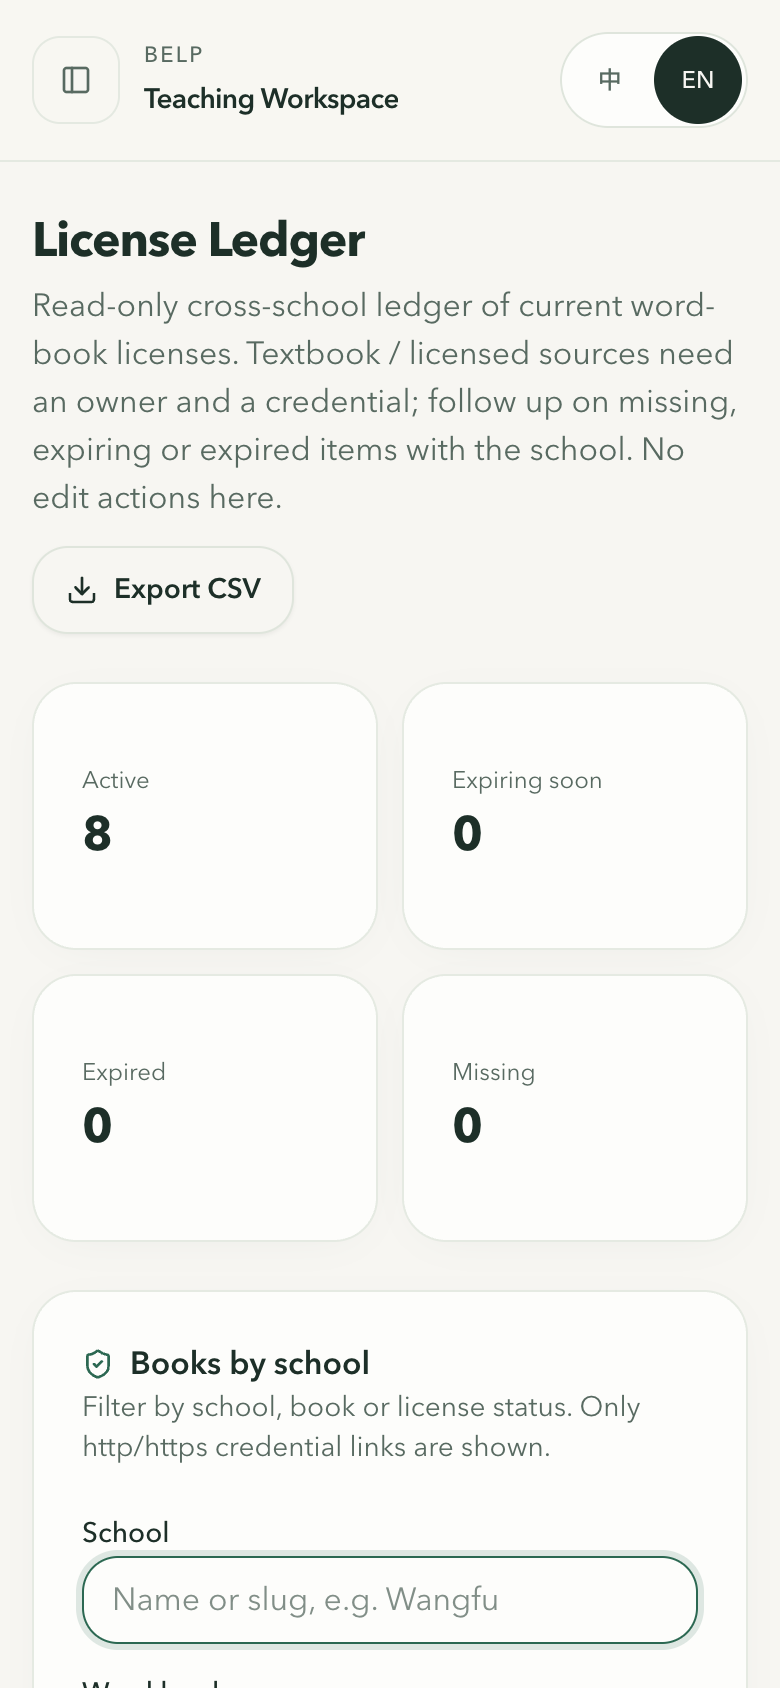 BELP
Teaching Workspace
中
EN
License Ledger
Read-only cross-school ledger of current word-
book licenses. Textbook / licensed sources need
an owner and a credential; follow up on missing,
expiring or expired items with the school. No
edit actions here.
Export CSV
Active
8
Expiring soon
0
Expired
0
Missing
0
Books by school
Filter by school, book or license status. Only
http/https credential links are shown.
School
Name or slug, e.g. Wangfu